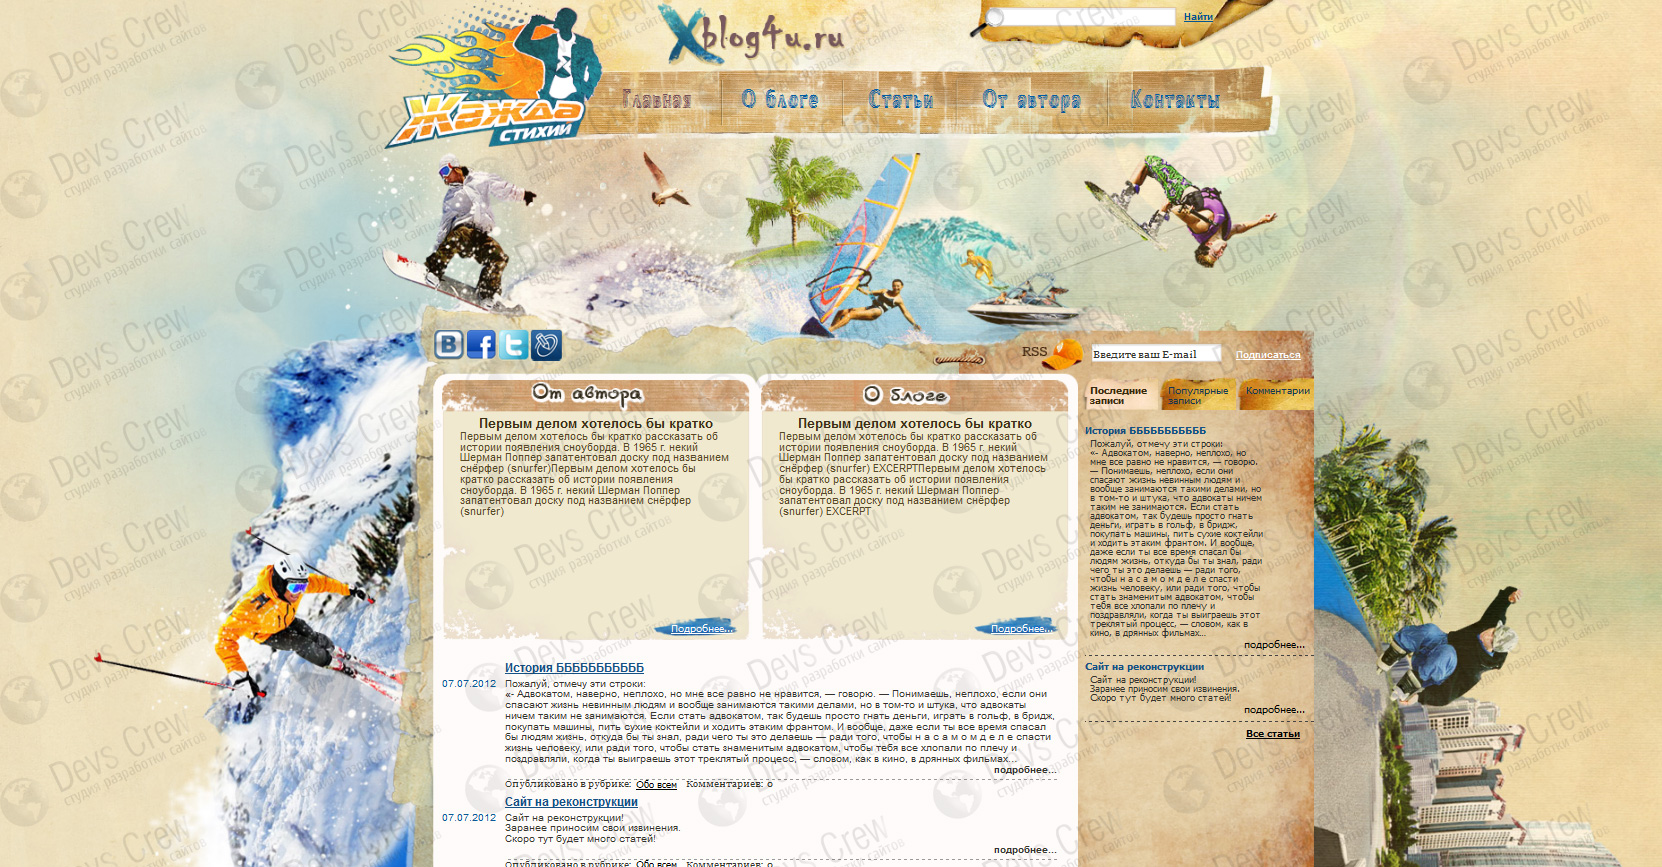 Найти
Xblog4u.ru
Жажда
стихии
Главная
О блоге
Статьи
От автора
Контакты
RSS
Введите ваш E-mail
Подписаться
От автора
Первым делом хотелось бы кратко
Первым делом хотелось бы кратко рассказать об
истории появления сноуборда. В 1965 г. некий
Шерман Поппер запатентовал доску под названием
снёрфер (snurfer)Первым делом хотелось бы
кратко рассказать об истории появления
сноуборда. В 1965 г. некий Шерман Поппер
запатентовал доску под названием снёрфер
(snurfer)
Подробнее...
О блоге
Первым делом хотелось бы кратко
Первым делом хотелось бы кратко рассказать об
истории появления сноуборда. В 1965 г. некий
Шерман Поппер запатентовал доску под названием
снёрфер (snurfer) EXCERPTПервым делом хотелось
бы кратко рассказать об истории появления
сноуборда. В 1965 г. некий Шерман Поппер
запатентовал доску под названием снёрфер
(snurfer) EXCERPT
Подробнее...
История БББББББББББ
07.07.2012
Пожалуй, отмечу эти строки:
«- Адвокатом, наверно, неплохо, но мне все равно не нравится, — говорю. — Понимаешь, неплохо, если они
спасают жизнь невинным людям и вообще занимаются такими делами, но в том-то и штука, что адвокаты
ничем таким не занимаются. Если стать адвокатом, так будешь просто гнать деньги, играть в гольф, в бридж,
покупать машины, пить сухие коктейли и ходить этаким франтом. И вообще, даже если ты все время спасал
бы людям жизнь, откуда бы ты знал, ради чего ты это делаешь — ради того, чтобы н а с а м о м д е л е спасти
жизнь человеку, или ради того, чтобы стать знаменитым адвокатом, чтобы тебя все хлопали по плечу и
поздравляли, когда ты выиграешь этот треклятый процесс, — словом, как в кино, в дрянных фильмах...
подробнее...
Опубликовано в рубрике: Обо всем Комментариев: 0
Сайт на реконструкции
07.07.2012
Сайт на реконструкции!
Заранее приносим свои извинения.
Скоро тут будет много статей!
подробнее...
Опубликовано в рубрике: Обо всем Комментариев: 0
Последние
записи
Популярные
записи
Комментарии
История БББББББББББ
Пожалуй, отмечу эти строки:
«- Адвокатом, наверно, неплохо, но
мне все равно не нравится, — говорю.
— Понимаешь, неплохо, если они
спасают жизнь невинным людям и
вообще занимаются такими делами, но
в том-то и штука, что адвокаты ничем
таким не занимаются. Если стать
адвокатом, так будешь просто гнать
деньги, играть в гольф, в бридж,
покупать машины, пить сухие коктейли
и ходить этаким франтом. И вообще,
даже если ты все время спасал бы
людям жизнь, откуда бы ты знал, ради
чего ты это делаешь — ради того,
чтобы н а с а м о м д е л е спасти
жизнь человеку, или ради того, чтобы
стать знаменитым адвокатом, чтобы
тебя все хлопали по плечу и
поздравляли, когда ты выиграешь этот
треклятый процесс, — словом, как в
кино, в дрянных фильмах...
подробнее...
Сайт на реконструкции
Сайт на реконструкции!
Заранее приносим свои извинения.
Скоро тут будет много статей!
подробнее...
Все статьи
Devs Crew
студия разработки сайтов